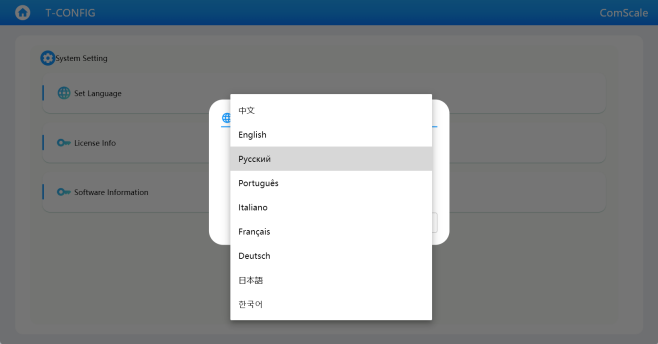 T-CONFIG
ComScale
System Setting
Set Language
License Info
Software Information
中文
English
Русский
Português
Italiano
Français
Deutsch
日本語
한국어